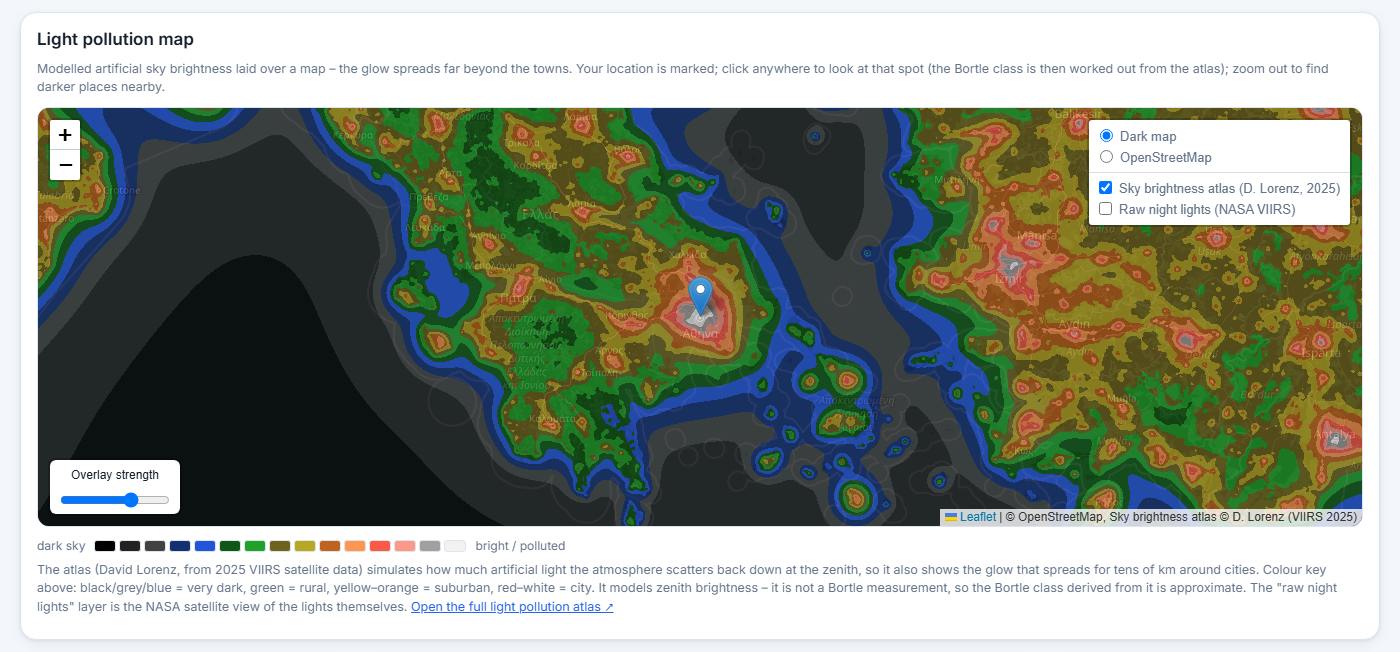 Light pollution map
Modelled artificial sky brightness laid over a map – the glow spreads far beyond the towns. Your location is marked; click anywhere to look at that spot (the Bortle class is then worked out from the atlas); zoom out to find
darker places nearby.
+
−
Dark map
OpenStreetMap
Sky brightness atlas (D. Lorenz, 2025)
Raw night lights (NASA VIIRS)
Crotone
Ελλάς
Manisa
Izmir
Πάτρα
Κόρινθος
Αθήνα
Aydın
Isparta
Muğla
Antalya
Καλαμάτα
Overlay strength
Leaflet | © OpenStreetMap, Sky brightness atlas © D. Lorenz (VIIRS 2025)
dark sky
bright / polluted
The atlas (David Lorenz, from 2025 VIIRS satellite data) simulates how much artificial light the atmosphere scatters back down at the zenith, so it also shows the glow that spreads for tens of km around cities. Colour key
above: black/grey/blue = very dark, green = rural, yellow–orange = suburban, red–white = city. It models zenith brightness – it is not a Bortle measurement, so the Bortle class derived from it is approximate. The "raw night
lights" layer is the NASA satellite view of the lights themselves. Open the full light pollution atlas ↗